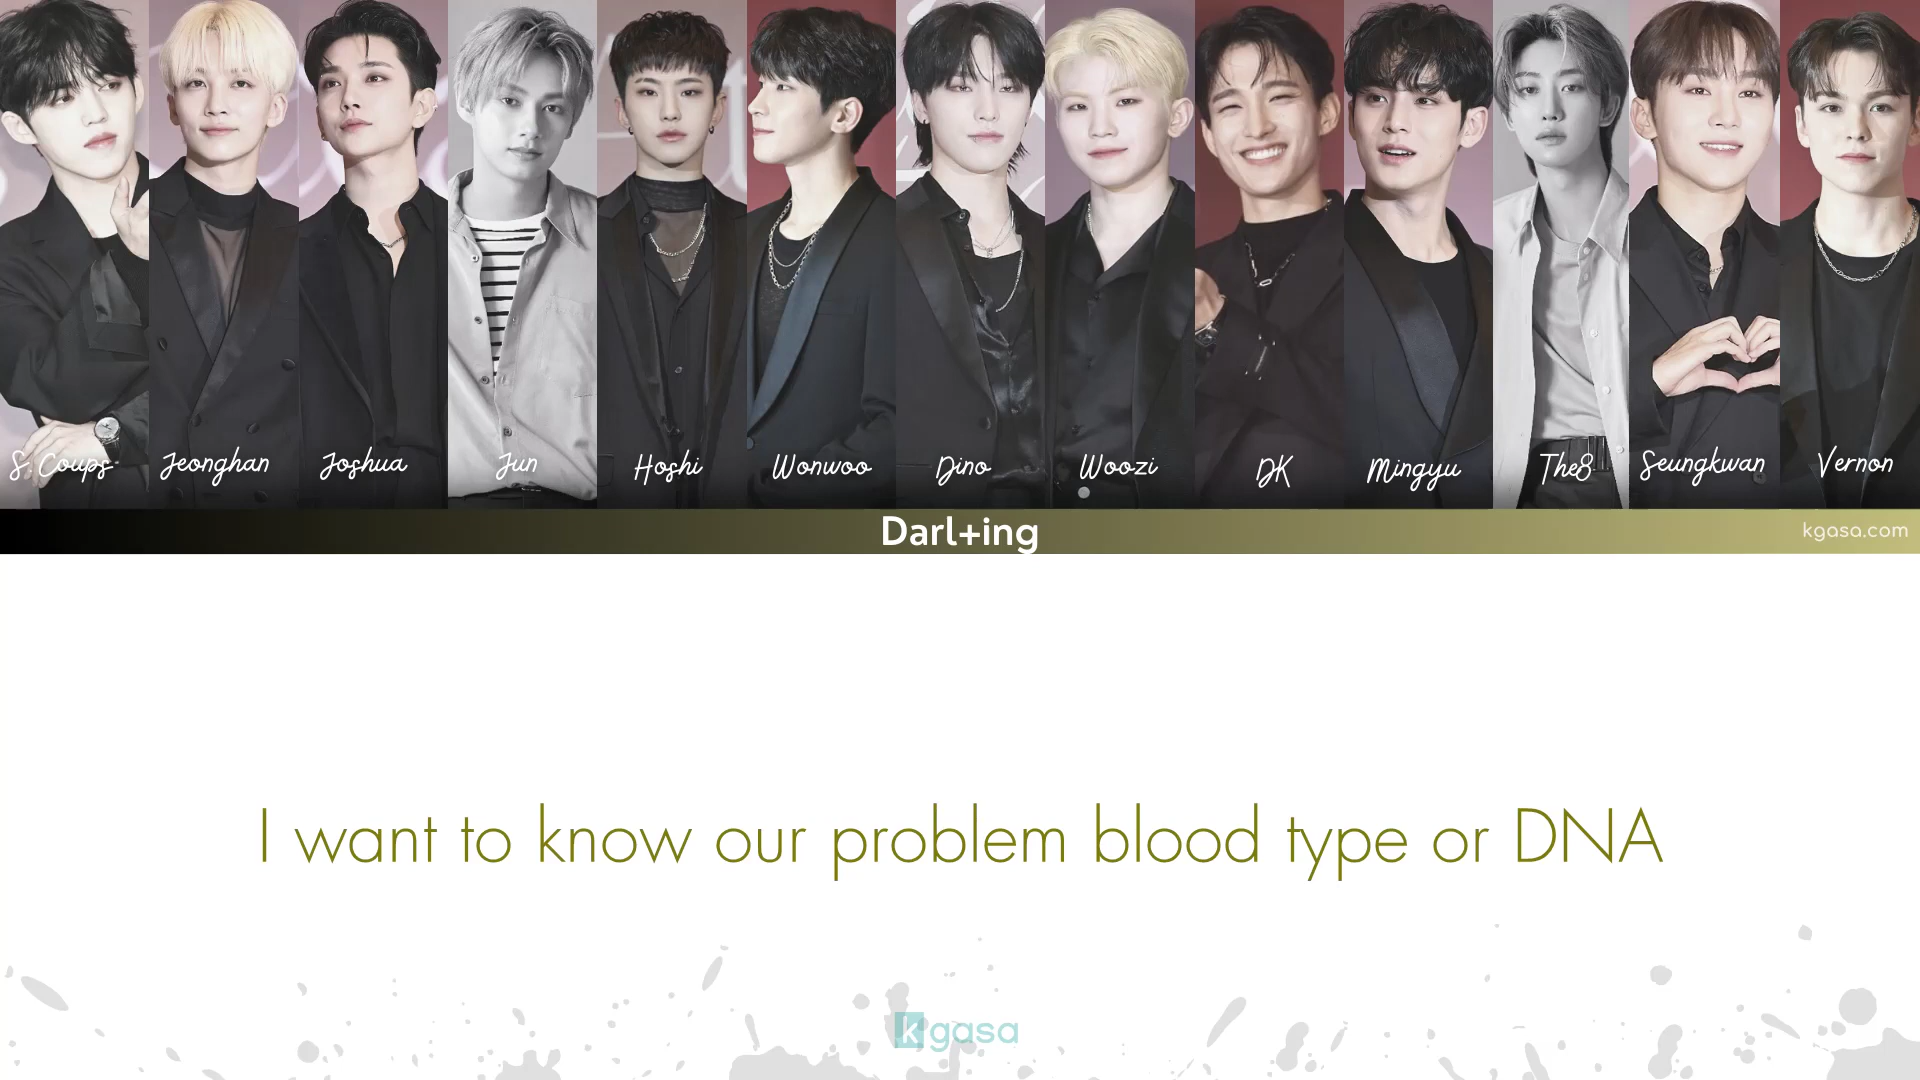 S. Coups
Jeonghan
Joshua
Jun
Hoshi
Wonwoo
Dino
Woozi
DK
Mingyu
The8
Seungkwan
Vernon
Darl+ing
kgasa.com
I want to know our problem blood type or DNA
kgasa